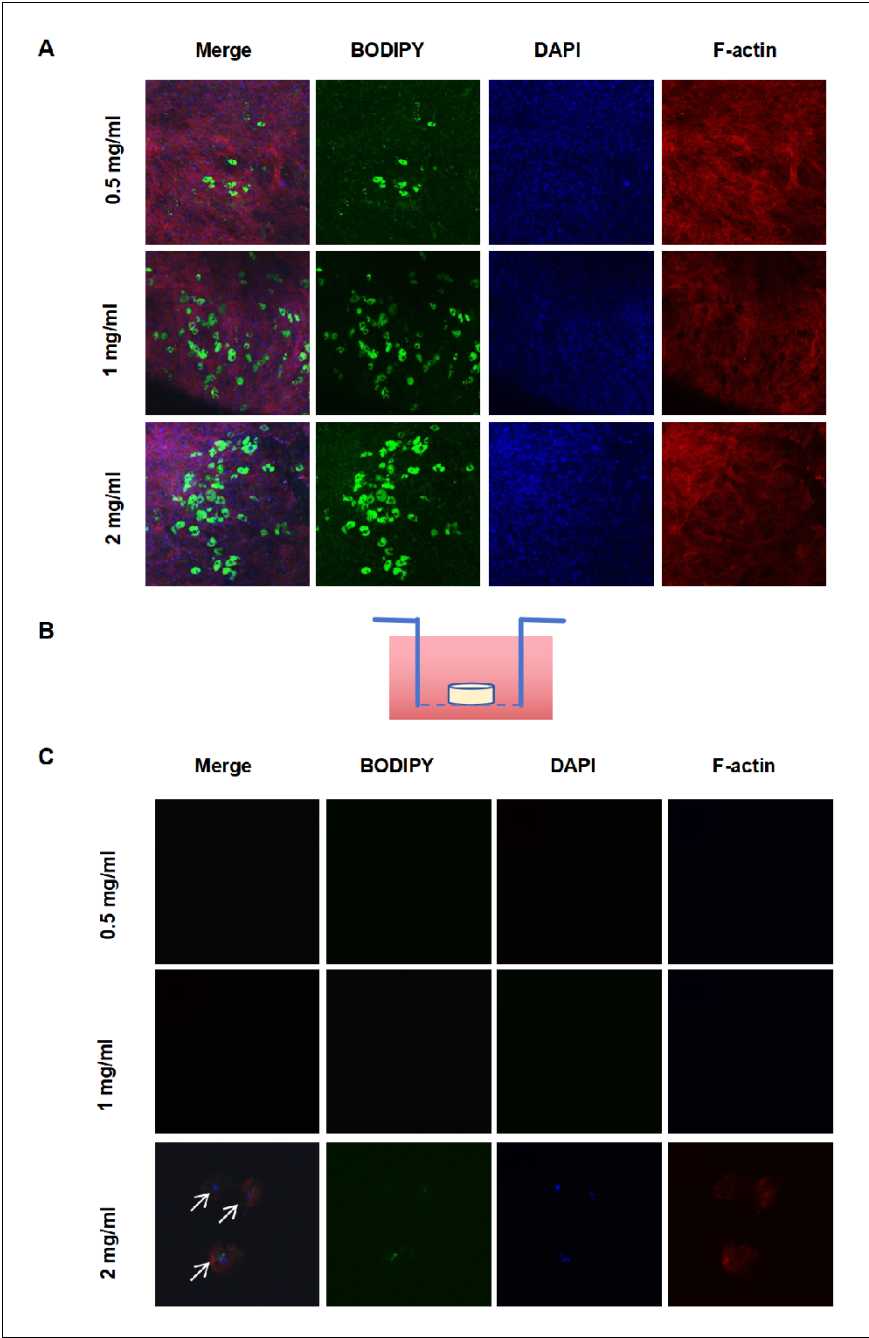 A
Merge BODIPY DAPI F-actin
0.5 mg/ml
1 mg/ml
2 mg/ml
B
C
Merge BODIPY DAPI F-actin
0.5 mg/ml
1 mg/ml
2 mg/ml